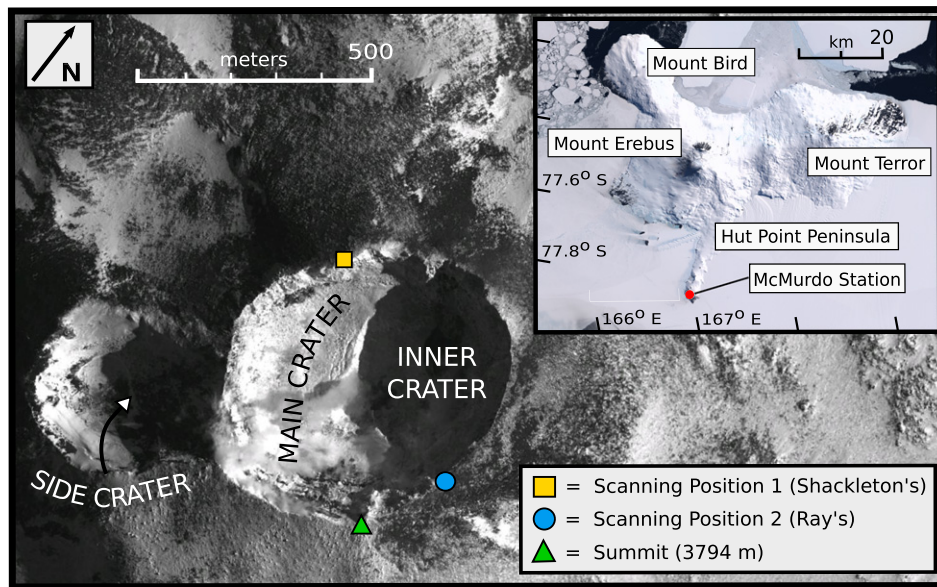 N
meters
500
km 20
Mount Bird
Mount Erebus
Mount Terror
77.6° S
Hut Point Peninsula
77.8° S
McMurdo Station
166° E
167° E
MAIN CRATER
INNER
CRATER
SIDE CRATER
= Scanning Position 1 (Shackleton's)
= Scanning Position 2 (Ray's)
= Summit (3794 m)